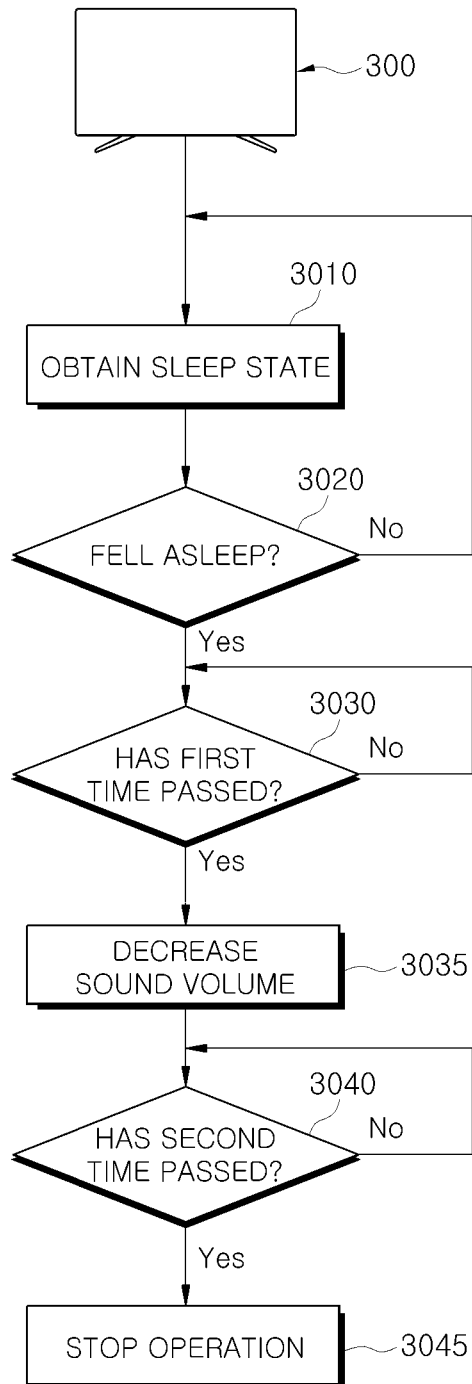 300
3010
OBTAIN SLEEP STATE
3020
FELL ASLEEP?
No
Yes
3030
HAS FIRST
TIME PASSED?
No
Yes
DECREASE
SOUND VOLUME
3035
3040
HAS SECOND
TIME PASSED?
No
Yes
STOP OPERATION
3045